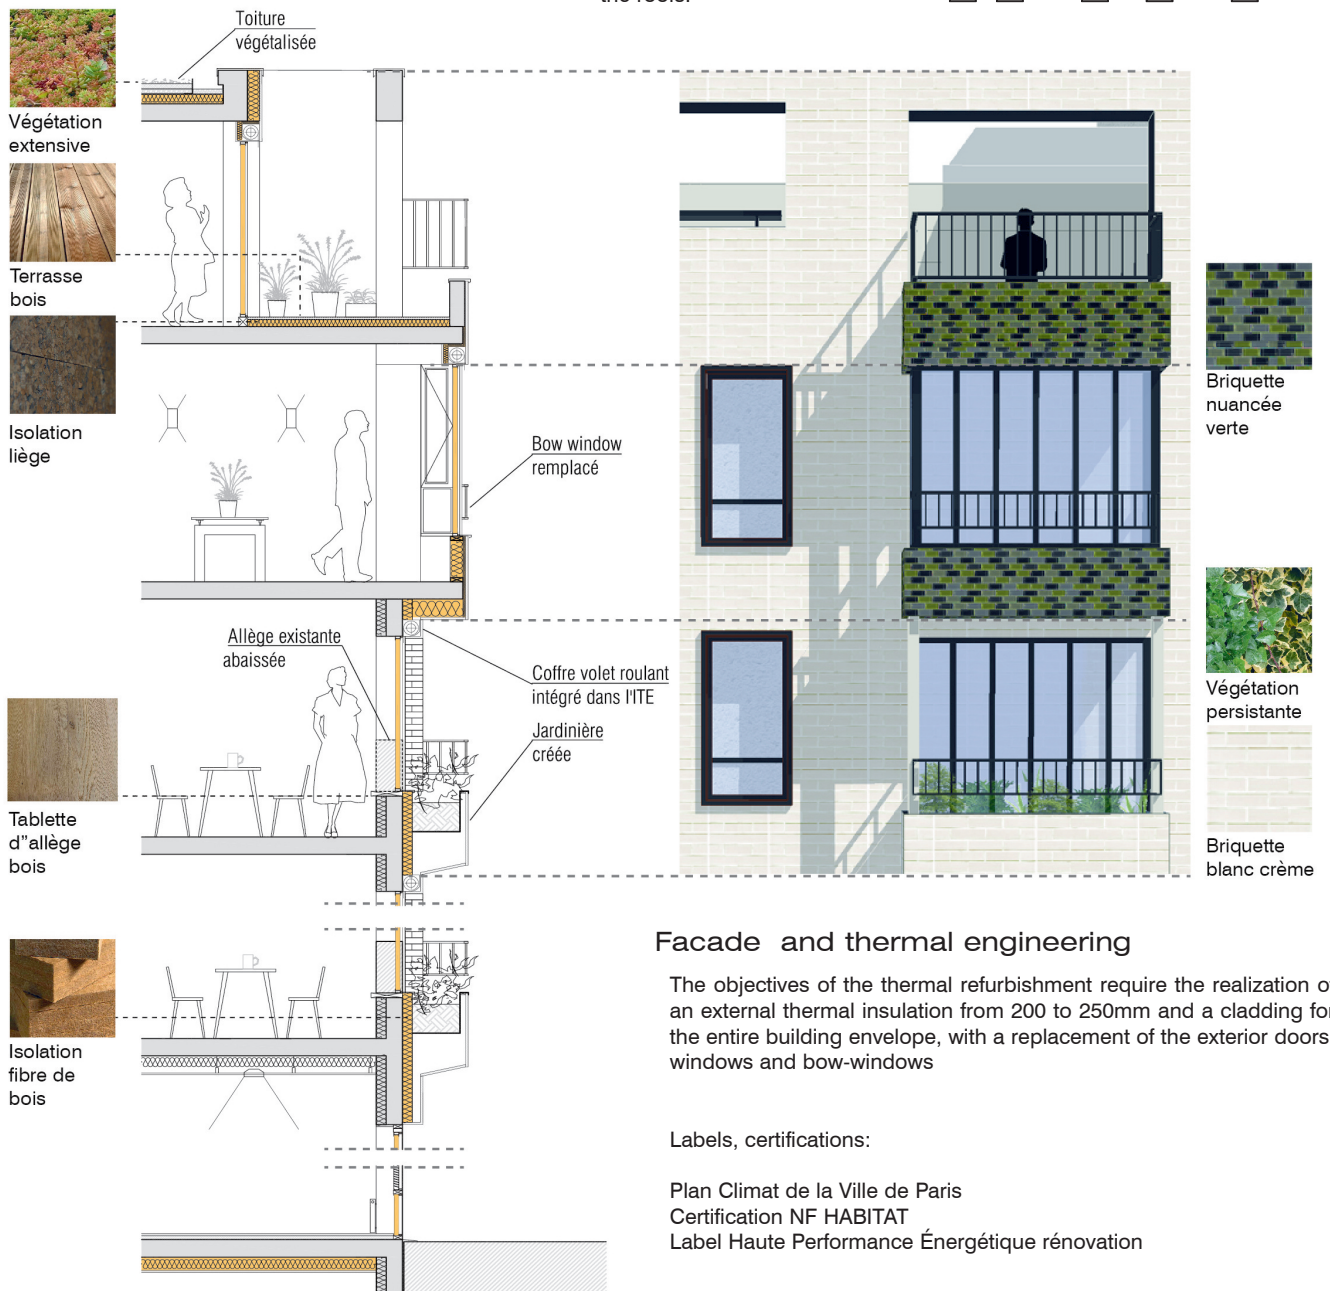 the roofs.
Toiture
végétalisée
Végétation
extensive
Terrasse
bois
Isolation
liège
Bow window
remplacé
Briquette
nuancée
verte
Allège existante
abaissée
Coffre volet roulant
intégré dans l'ITE
Jardinière
créée
Végétation
persistante
Tablette
d"allège
bois
Briquette
blanc crème
Isolation
fibre de
bois
Facade and thermal engineering
The objectives of the thermal refurbishment require the realization of
an external thermal insulation from 200 to 250mm and a cladding for
the entire building envelope, with a replacement of the exterior doors
windows and bow-windows
Labels, certifications:
Plan Climat de la Ville de Paris
Certification NF HABITAT
Label Haute Performance Énergétique rénovation